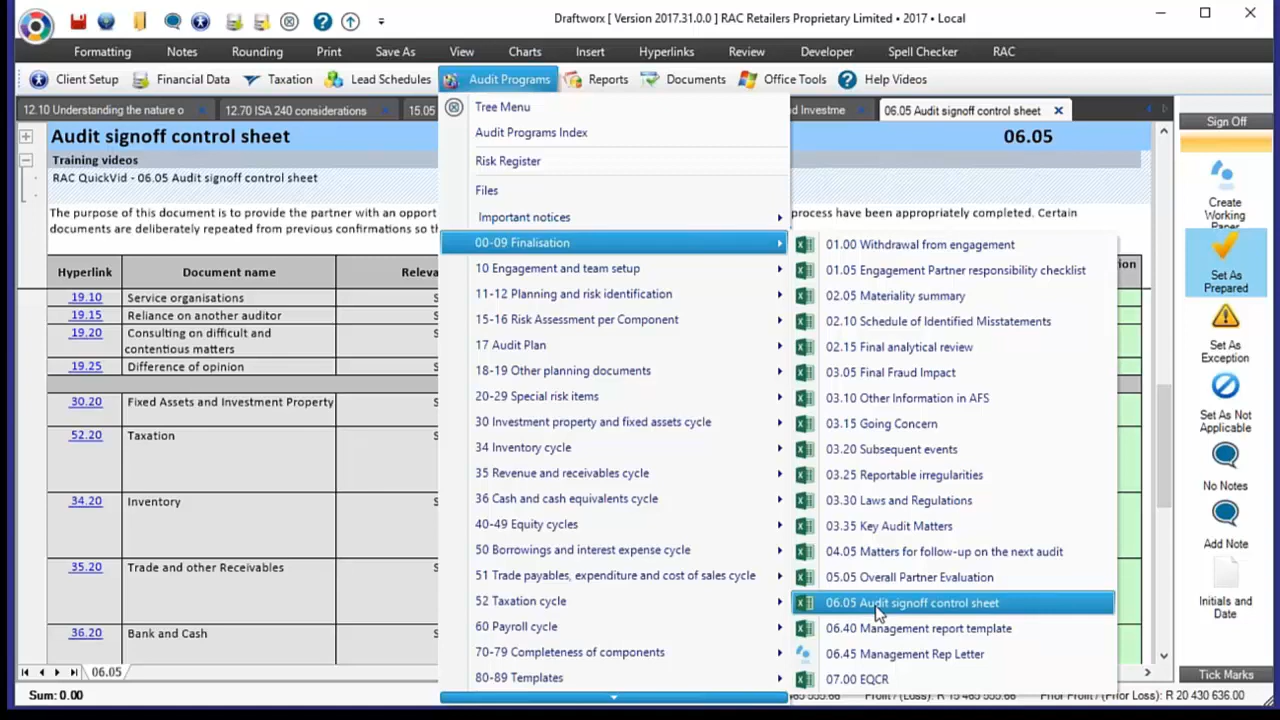 Draftworx [ Version 2017.31.0.0 ] RAC Retailers Proprietary Limited • 2017 • Local
Formatting Notes Rounding Print Save As View Charts Insert Hyperlinks Review Developer Spell Checker RAC
Client Setup Financial Data Taxation Lead Schedules Audit Programs Reports Documents Office Tools Help Videos
12.10 Understanding the nature o 12.70 ISA 240 considerations 15.05 d Investme 06.05 Audit signoff control sheet
Audit signoff control sheet 06.05
Training videos
RAC QuickVid - 06.05 Audit signoff control sheet
The purpose of this document is to provide the partner with an opport process have been appropriately completed. Certain
documents are deliberately repeated from previous confirmations so th
Hyperlink Document name Releva ion
19.10 Service organisations S
19.15 Reliance on another auditor S
19.20 Consulting on difficult and contentious matters S
19.25 Difference of opinion S
30.20 Fixed Assets and Investment Property S
52.20 Taxation S
34.20 Inventory S
35.20 Trade and other Receivables S
36.20 Bank and Cash S
06.05
Sum: 0.00
Tree Menu
Audit Programs Index
Risk Register
Files
Important notices
00-09 Finalisation
10 Engagement and team setup
11-12 Planning and risk identification
15-16 Risk Assessment per Component
17 Audit Plan
18-19 Other planning documents
20-29 Special risk items
30 Investment property and fixed assets cycle
34 Inventory cycle
35 Revenue and receivables cycle
36 Cash and cash equivalents cycle
40-49 Equity cycles
50 Borrowings and interest expense cycle
51 Trade payables, expenditure and cost of sales cycle
52 Taxation cycle
60 Payroll cycle
70-79 Completeness of components
80-89 Templates
01.00 Withdrawal from engagement
01.05 Engagement Partner responsibility checklist
02.05 Materiality summary
02.10 Schedule of Identified Misstatements
02.15 Final analytical review
03.05 Final Fraud Impact
03.10 Other Information in AFS
03.15 Going Concern
03.20 Subsequent events
03.25 Reportable irregularities
03.30 Laws and Regulations
03.35 Key Audit Matters
04.05 Matters for follow-up on the next audit
05.05 Overall Partner Evaluation
06.05 Audit signoff control sheet
06.40 Management report template
06.45 Management Rep Letter
07.00 EQCR
Sign Off
Create
Working
Paper
Set As
Prepared
Set As
Exception
Set As Not
Applicable
No Notes
Add Note
Initials and
Date
Tick Marks
R 20 430 636.00